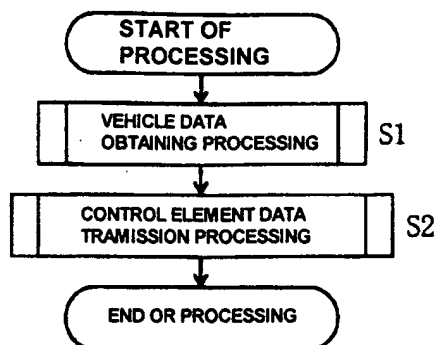 START OF
PROCESSING
VEHICLE DATA
OBTAINING PROCESSING
S1
CONTROL ELEMENT DATA
TRAMISSION PROCESSING
S2
END OR PROCESSING